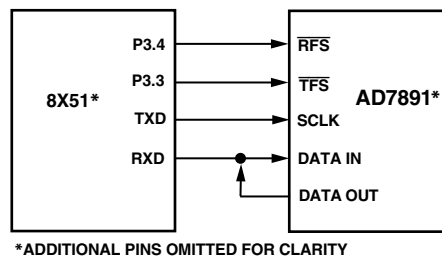 P3.4 RFS
P3.3 TFS
8X51* AD7891*
TXD SCLK
RXD DATA IN
DATA OUT
*ADDITIONAL PINS OMITTED FOR CLARITY